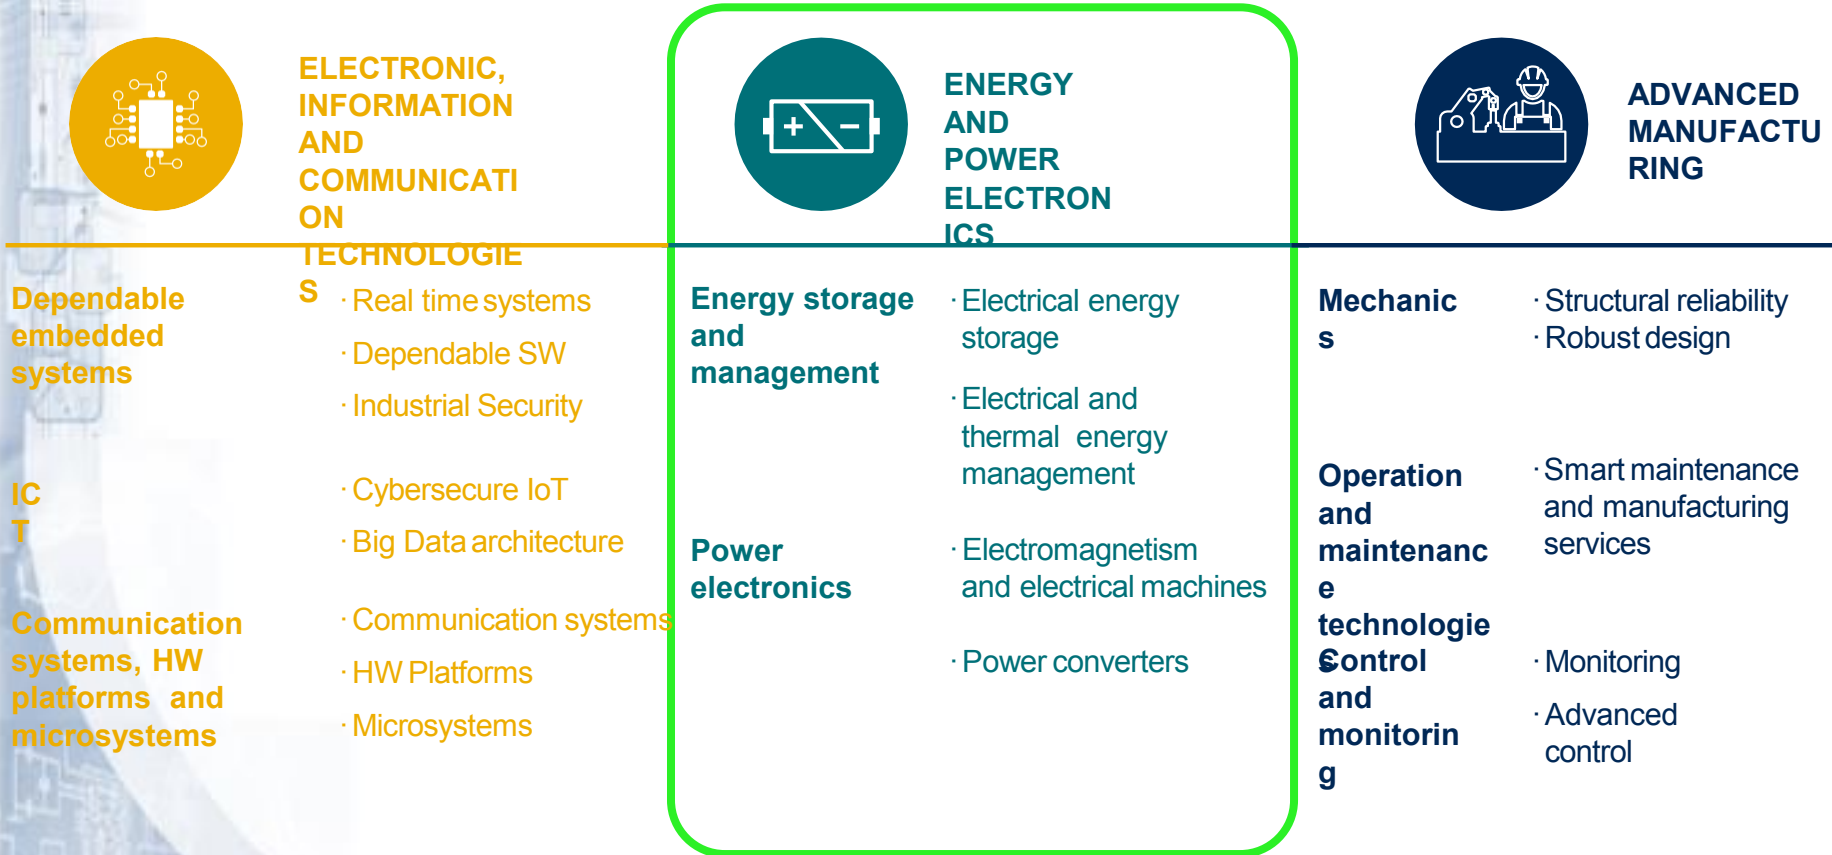 ELECTRONIC,
INFORMATION
AND
COMMUNICATI
ON
TECHNOLOGIE
S
Dependable
embedded
systems
· Real time systems
· Dependable SW
· Industrial Security
IC
T
· Cybersecure IoT
· Big Data architecture
Communication
systems, HW
platforms and
microsystems
· Communication systems
· HW Platforms
· Microsystems
+ −
ENERGY
AND
POWER
ELECTRON
ICS
Energy storage
and
management
· Electrical energy
storage
· Electrical and
thermal energy
management
Power
electronics
· Electromagnetism
and electrical machines
· Power converters
ADVANCED
MANUFACTU
RING
Mechanic
s
· Structural reliability
· Robust design
Operation
and
maintenanc
e
technologie
s
· Smart maintenance
and manufacturing
services
Control
and
monitorin
g
· Monitoring
· Advanced
control